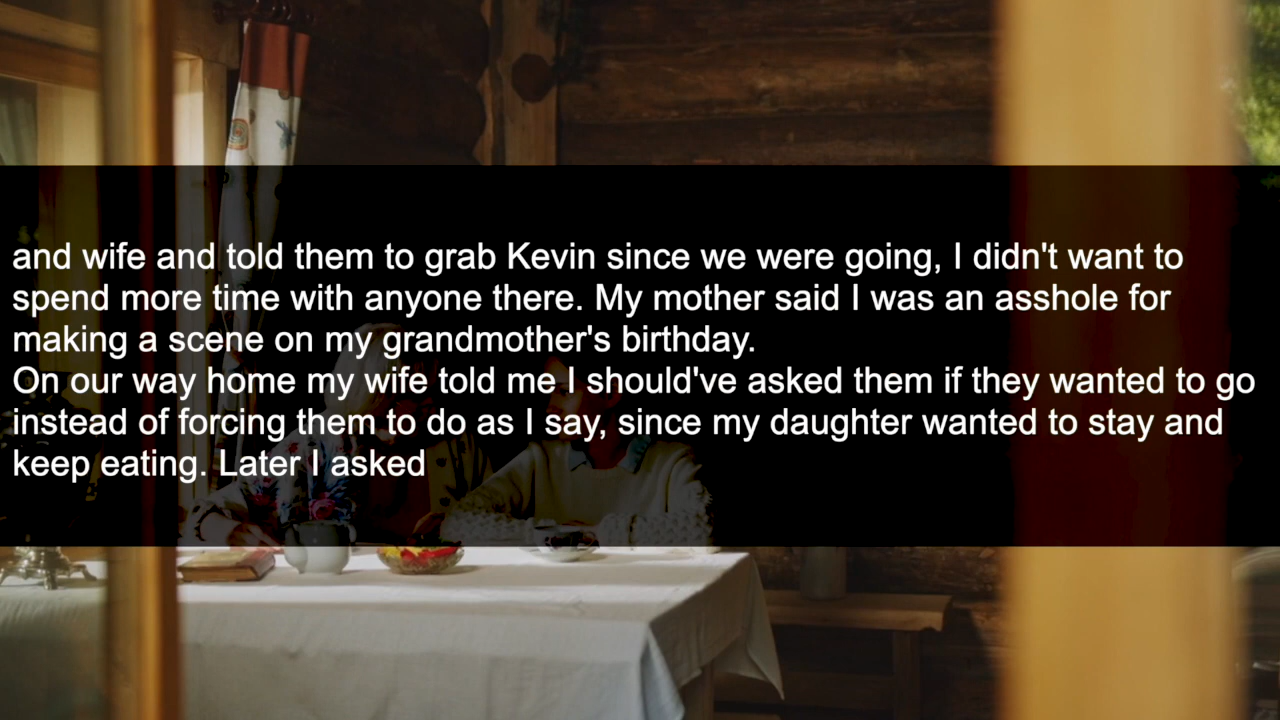 and wife and told them to grab Kevin since we were going, I didn't want to
spend more time with anyone there. My mother said I was an asshole for
making a scene on my grandmother's birthday.
On our way home my wife told me I should've asked them if they wanted to go
instead of forcing them to do as I say, since my daughter wanted to stay and
keep eating. Later I asked